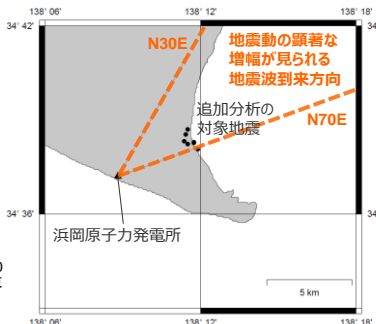 138° 06' 138° 12' 138° 18'
34° 42'
N30E
地震動の顕著な
増幅が見られる
地震波到来方向
追加分析の
対象地震
N70E
34° 36'
浜岡原子力発電所
5 km
138° 06' 138° 12' 138° 18'